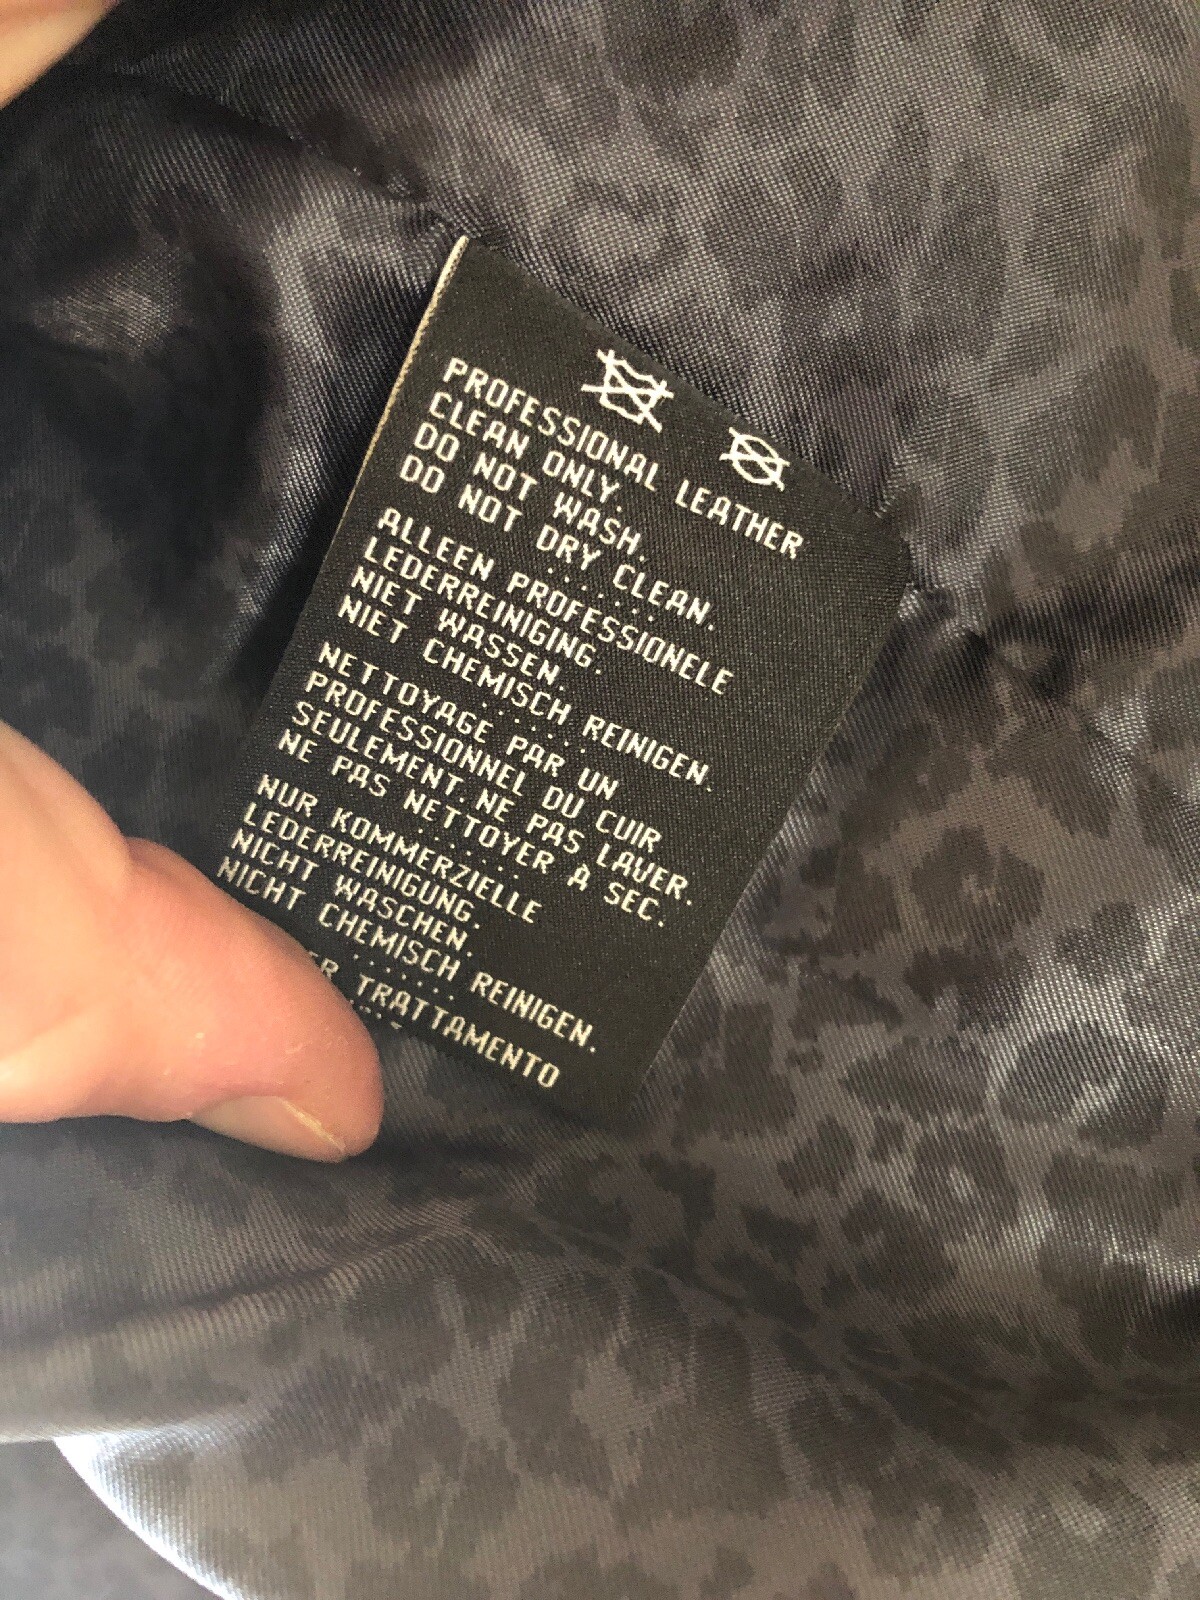 PROFESSIONAL LEATHER
CLEAN ONLY.
DO NOT WASH.
DO NOT DRY CLEAN.
.......
ALLEEN PROFESSIONELE
LEDERREINIGING.
NIET WASSEN.
NIET CHEMISCH REINIGEN.
.......
NETTOYAGE PAR UN
PROFESSIONNEL DU CUIR
SEULEMENT. NE PAS LAVER.
NE PAS NETTOYER À SEC.
.......
NUR KOMMERZIELLE
LEDERREINIGUNG.
NICHT WASCHEN.
NICHT CHEMISCH REINIGEN.
.......
TRATTAMENTO